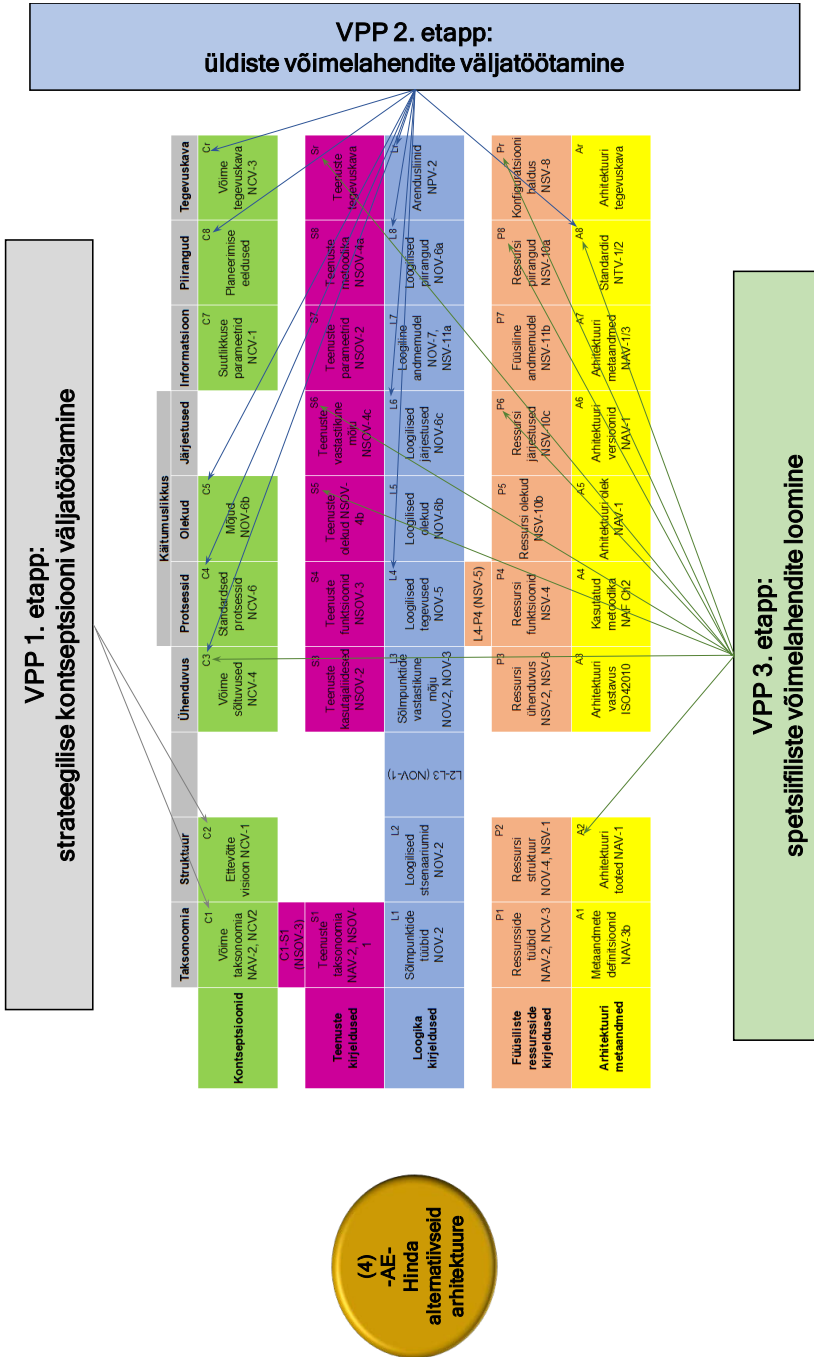 VPP 1. etapp:
strateegilise kontseptsiooni väljatöötamine
VPP 2. etapp:
üldiste võimelahendite väljatöötamine
VPP 3. etapp:
spetsiifiliste võimelahendite loomine
(4)
-AE-
Hinda
alternatiivseid
arhitektuure
Käitumuslikkus
Taksonoomia
Struktuur
Ühenduvus
Protsessid
Olekud
Järjestused
Informatsioon
Piirangud
Tegevuskava
Kontseptsioonid
C1
Võime
taksonoomia
NAV-2, NCV2
C2
Ettevõtte
visioon NCV-1
C3
Võime
sõltuvused
NCV-4
C4
Standardsed
protsessid
NCV-6
C5
Mõjud
NOV-6b
C7
Suutlikkuse
parameetrid
NCV-1
C8
Planeerimise
eeldused
Cr
Võime
tegevuskava
NCV-3
C1-S1
(NSOV-3)
Teenuste
kirjeldused
S1
Teenuste
taksonoomia
NAV-2, NSOV-
1
S3
Teenuste
kasutajaliidesed
NSOV-2
S4
Teenuste
funktsioonid
NSOV-3
S5
Teenuste
olekud NSOV-
4b
S6
Teenuste
vastastikune
mõju
NSOV-4c
S7
Teenuste
parameetrid
NSOV-2
S8
Teenuste
metoodika
NSOV-4a
Sr
Teenuste
tegevuskava
Loogika
kirjeldused
L1
Sõlmpunktide
tüübid
NOV-2
L2
Loogilised
stsenaariumid
NOV-2
L2-L3 (NOV-1)
L3
Sõlmpunktide
vastastikune
mõju
NOV-2, NOV-3
L4
Loogilised
tegevused
NOV-5
L5
Loogilised
olekud
NOV-6b
L6
Loogilised
järjestused
NOV-6c
L7
Loogiline
andmemudel
NOV-7,
NSV-11a
L8
Loogilised
piirangud
NOV-6a
Lr
Arendusliinid
NPV-2
L4-P4 (NSV-5)
Füüsiliste
ressursside
kirjeldused
P1
Ressursside
tüübid
NAV-2, NCV-3
P2
Ressursi
struktuur
NOV-4, NSV-1
P3
Ressursi
ühenduvus
NSV-2, NSV-6
P4
Ressursi
funktsioonid
NSV-4
P5
Ressursi olekud
NSV-10b
P6
Ressursi
järjestused
NSV-10c
P7
Füüsiline
andmemudel
NSV-11b
P8
Ressursi
piirangud
NSV-10a
Pr
Konfiguratsiooni
haldus
NSV-8
Arhitektuuri
metaandmed
A1
Metaandmete
definitsioonid
NAV-3b
A2
Arhitektuuri
tooted NAV-1
A3
Arhitektuuri
vastavus
ISO42010
A4
Kasutatud
metoodika
NAF Ch2
A5
Arhitektuuri olek
NAV-1
A6
Arhitektuuri
versioonid
NAV-1
A7
Arhitektuuri
metaandmed
NAV-1/3
A8
Standardid
NTV-1/2
Ar
Arhitektuuri
tegevuskava